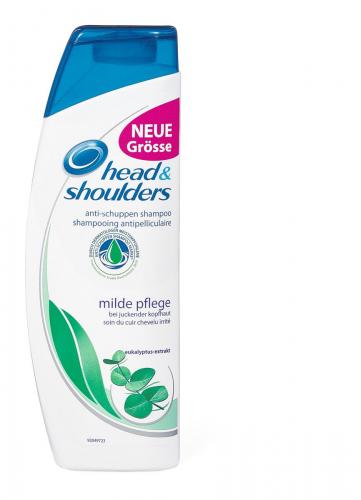 NEUE
Grösse
head &
shoulders
anti-schuppen shampoo
shampooing antipelliculaire
milde pflege
bei juckender kopfhaut
soin du cuir chevelu irrité
eukalyptus-extrakt